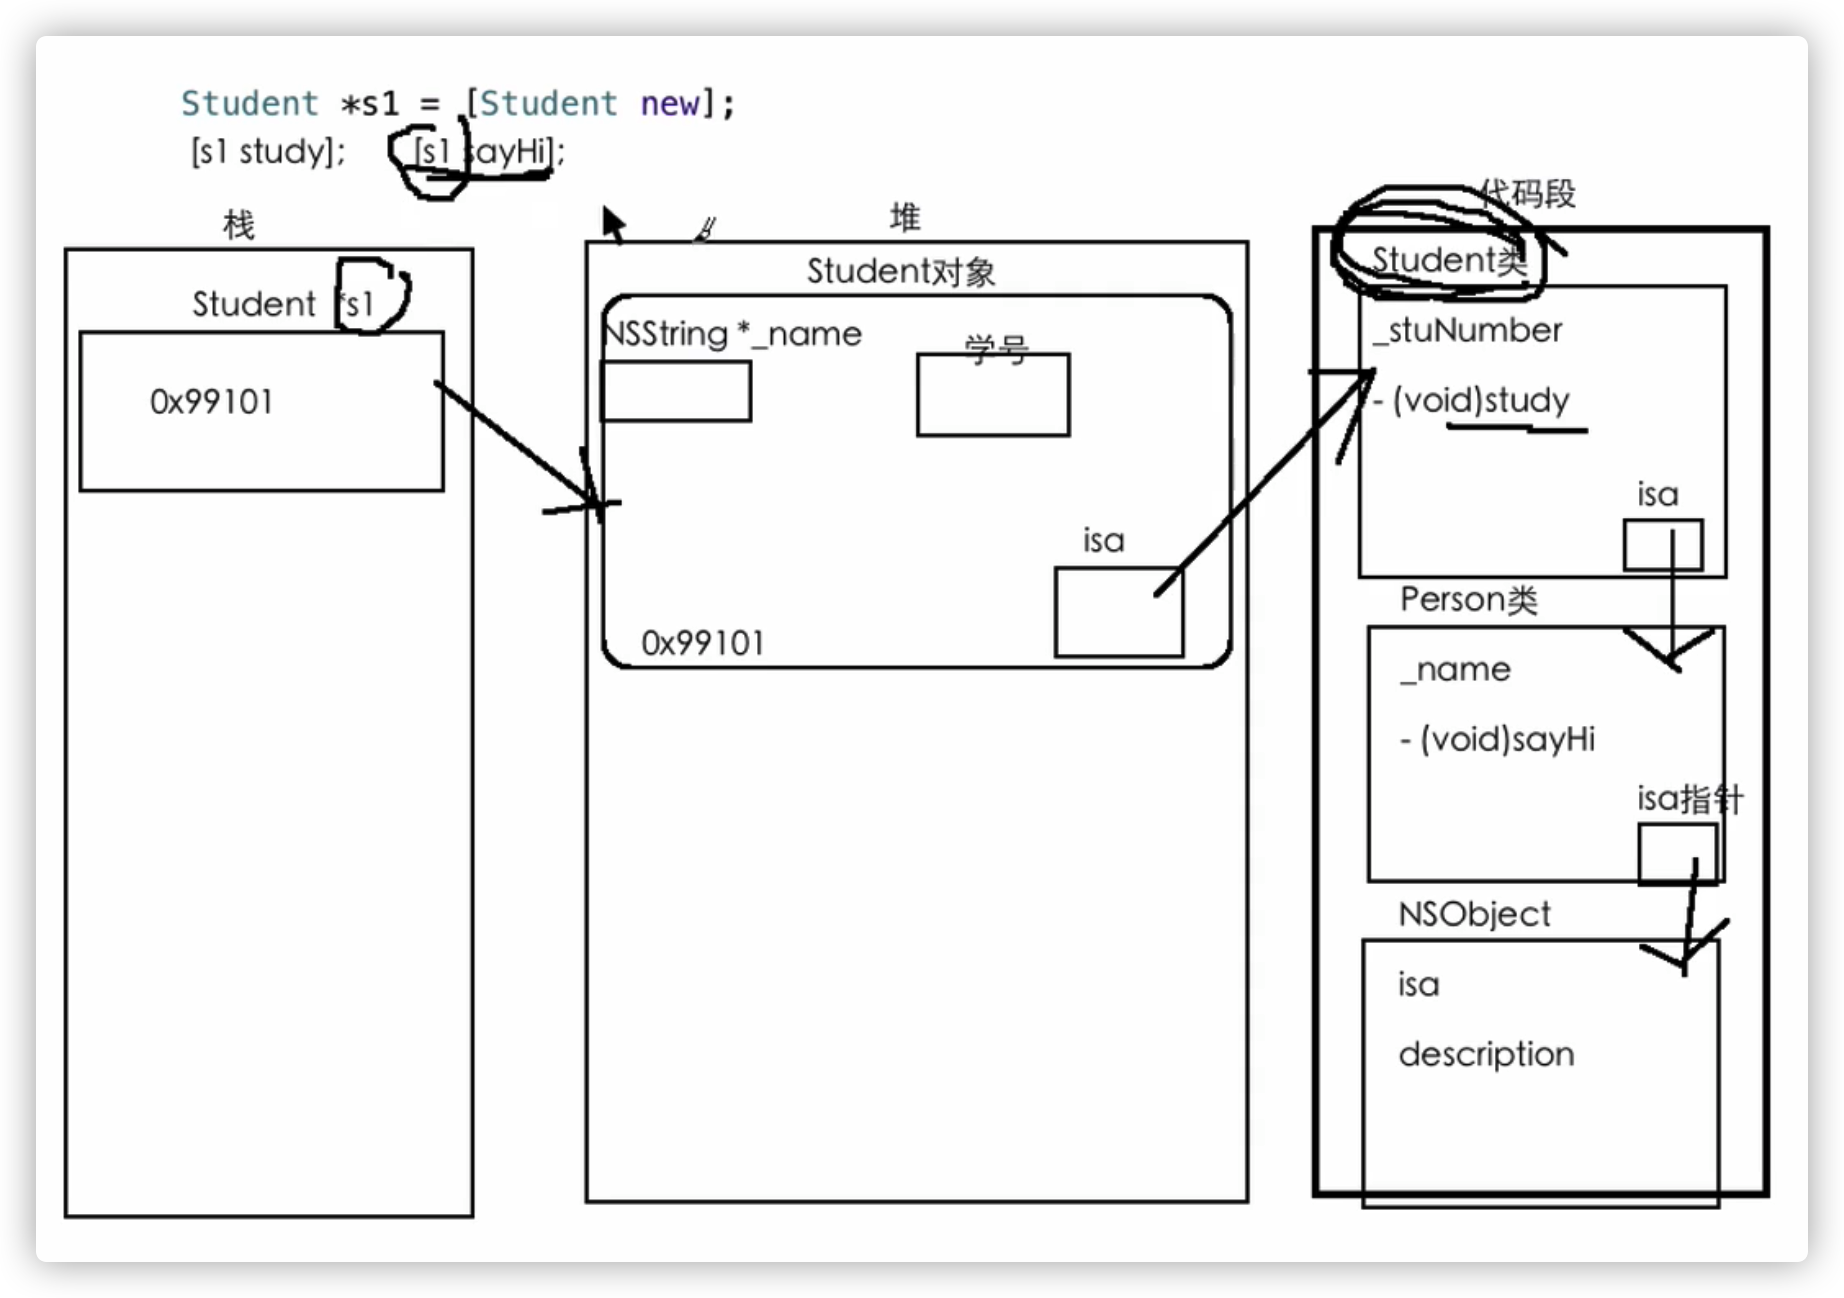 Student *s1 = [Student new];
[s1 study]; [s1 sayHi];
栈
Student *s1
0x99101
堆
Student对象
NSString *_name
学号
isa
0x99101
代码段
Student类
_stuNumber
- (void)study
isa
Person类
_name
- (void)sayHi
isa指针
NSObject
isa
description